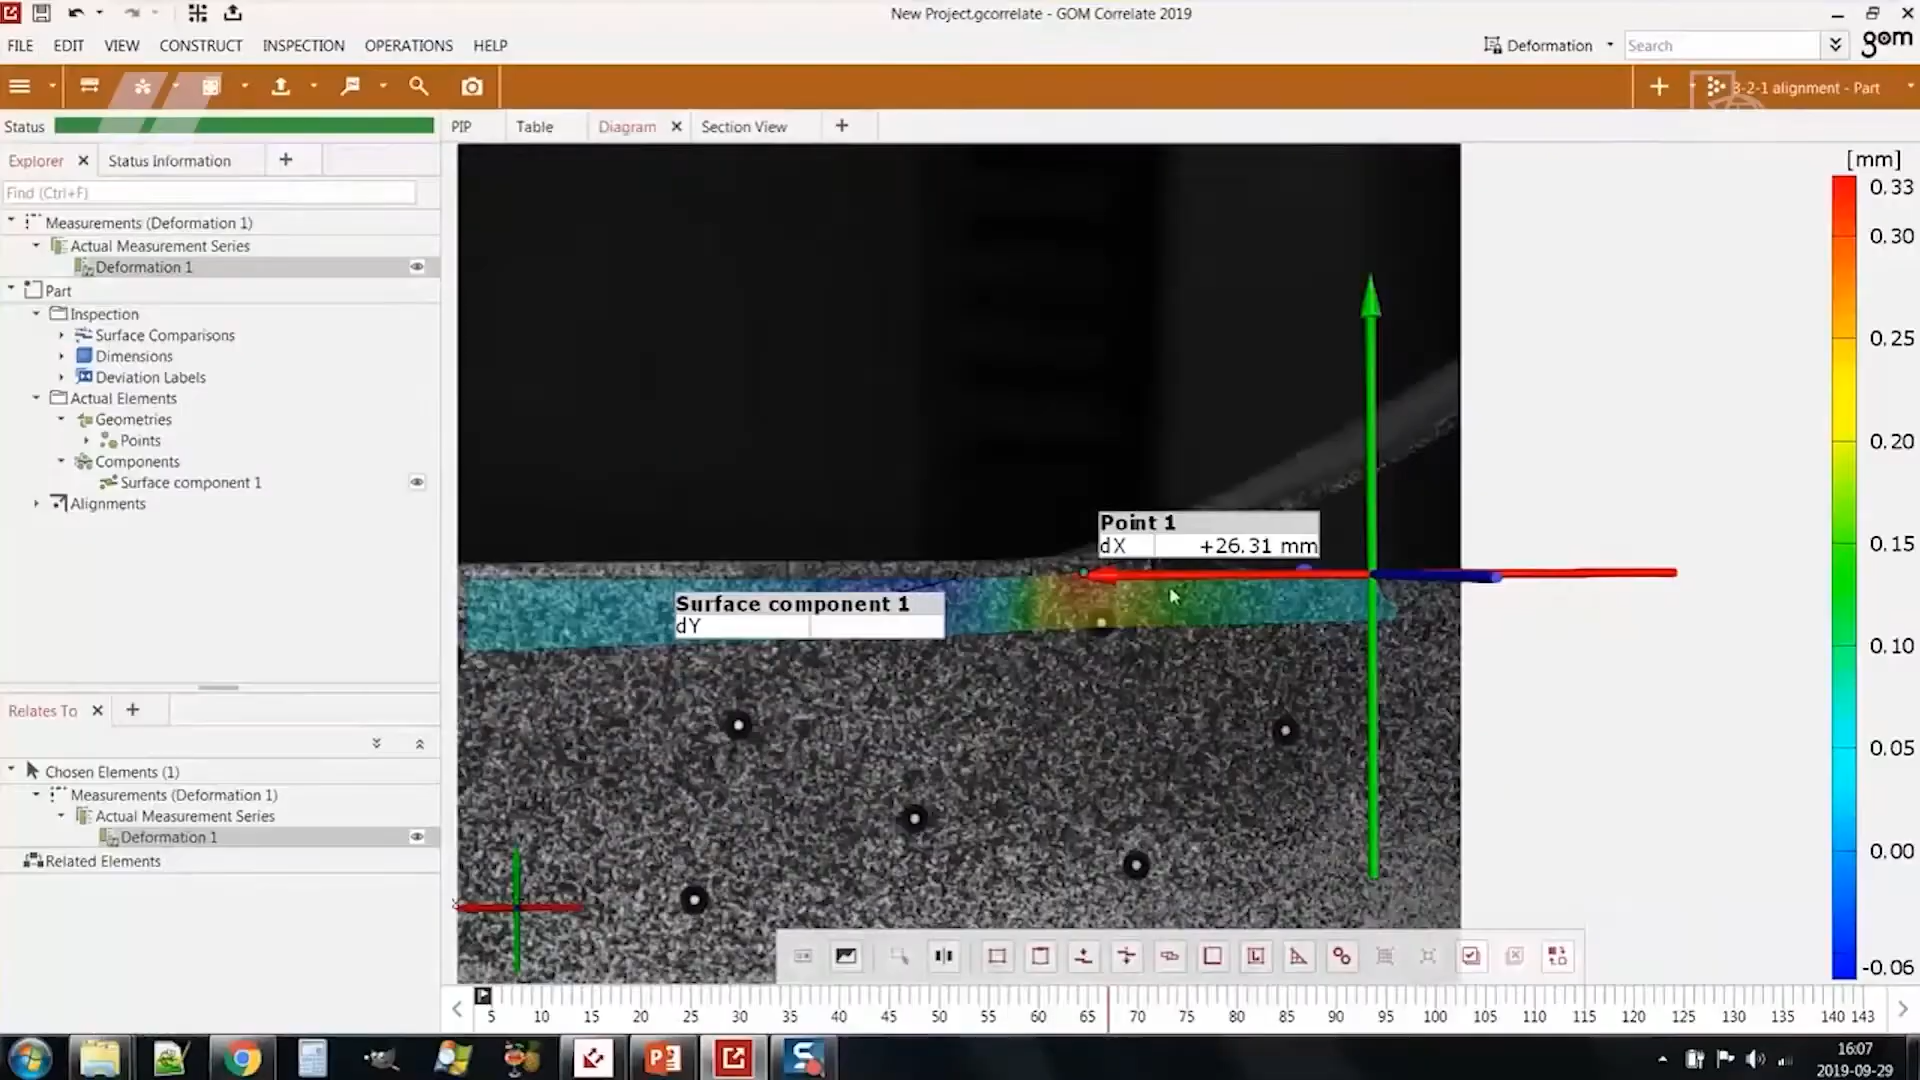 New Project.gcorrelate - GOM Correlate 2019
FILE EDIT VIEW CONSTRUCT INSPECTION OPERATIONS HELP
Deformation
Search
gom
3-2-1 alignment - Part
Status
PIP
Table
Diagram
Section View
Explorer
Status Information
Find (Ctrl+F)
Measurements (Deformation 1)
Actual Measurement Series
Deformation 1
Part
Inspection
Surface Comparisons
Dimensions
Deviation Labels
Actual Elements
Geometries
Points
Components
Surface component 1
Alignments
Relates To
Chosen Elements (1)
Measurements (Deformation 1)
Actual Measurement Series
Deformation 1
Related Elements
Point 1
dX +26.31 mm
Surface component 1
dY
[mm]
0.33
0.30
0.25
0.20
0.15
0.10
0.05
0.00
-0.06
5 10 15 20 25 30 35 40 45 50 55 60 65 70 75 80 85 90 95 100 105 110 115 120 125 130 135 140 143
16:07
2019-09-29